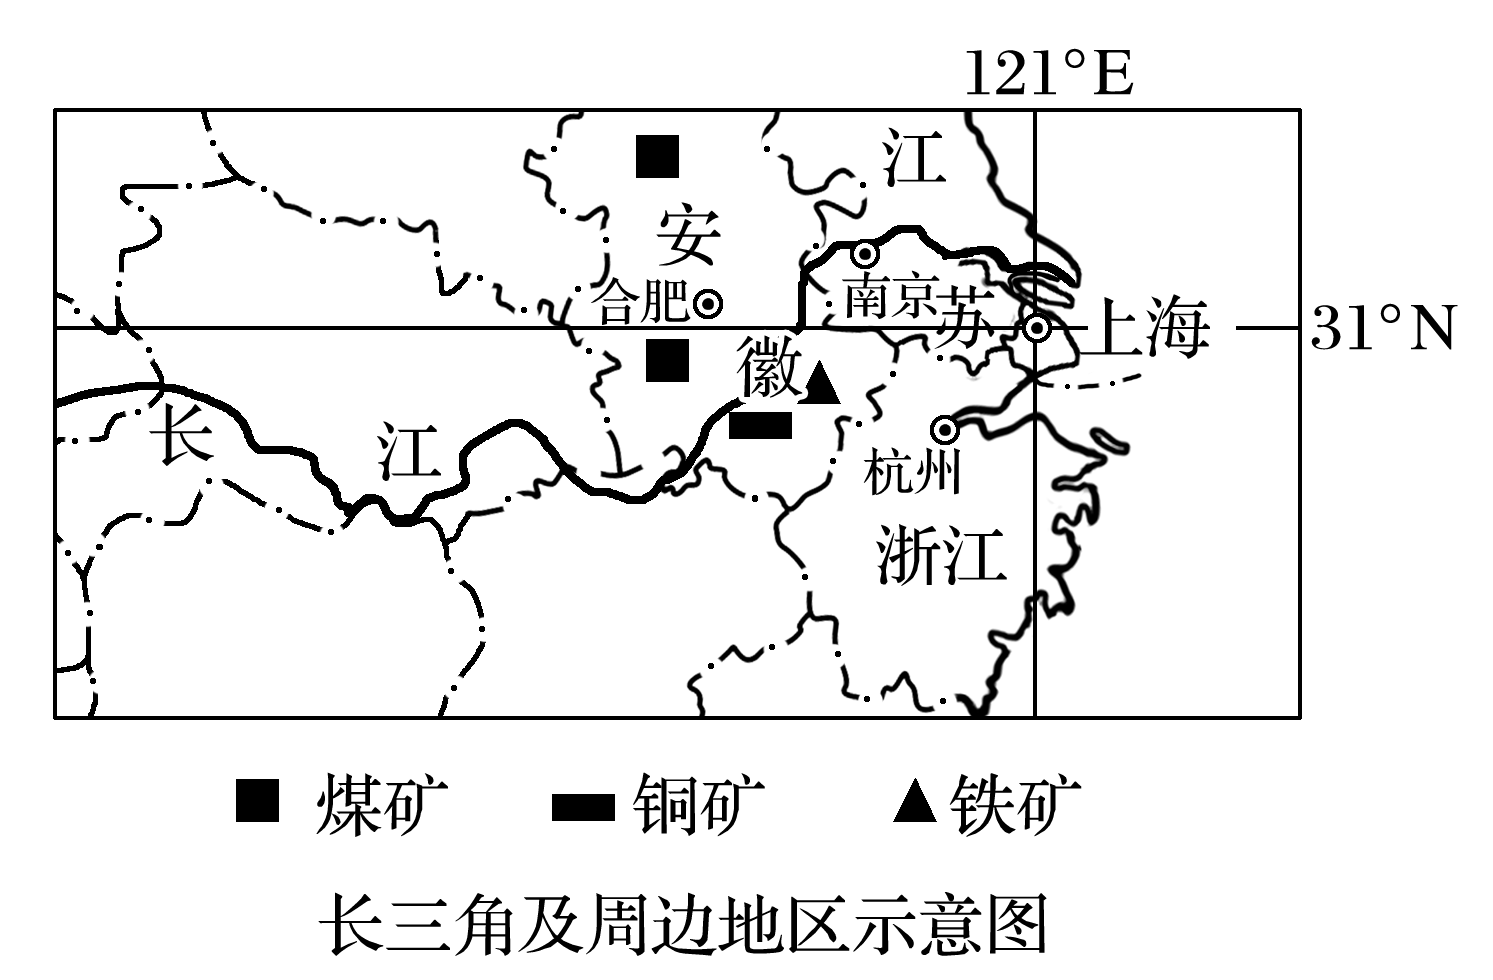 121°E
江
安
合肥
南京
苏
上海
31°N
徽
长
江
杭州
浙江
煤矿
铜矿
铁矿
长三角及周边地区示意图